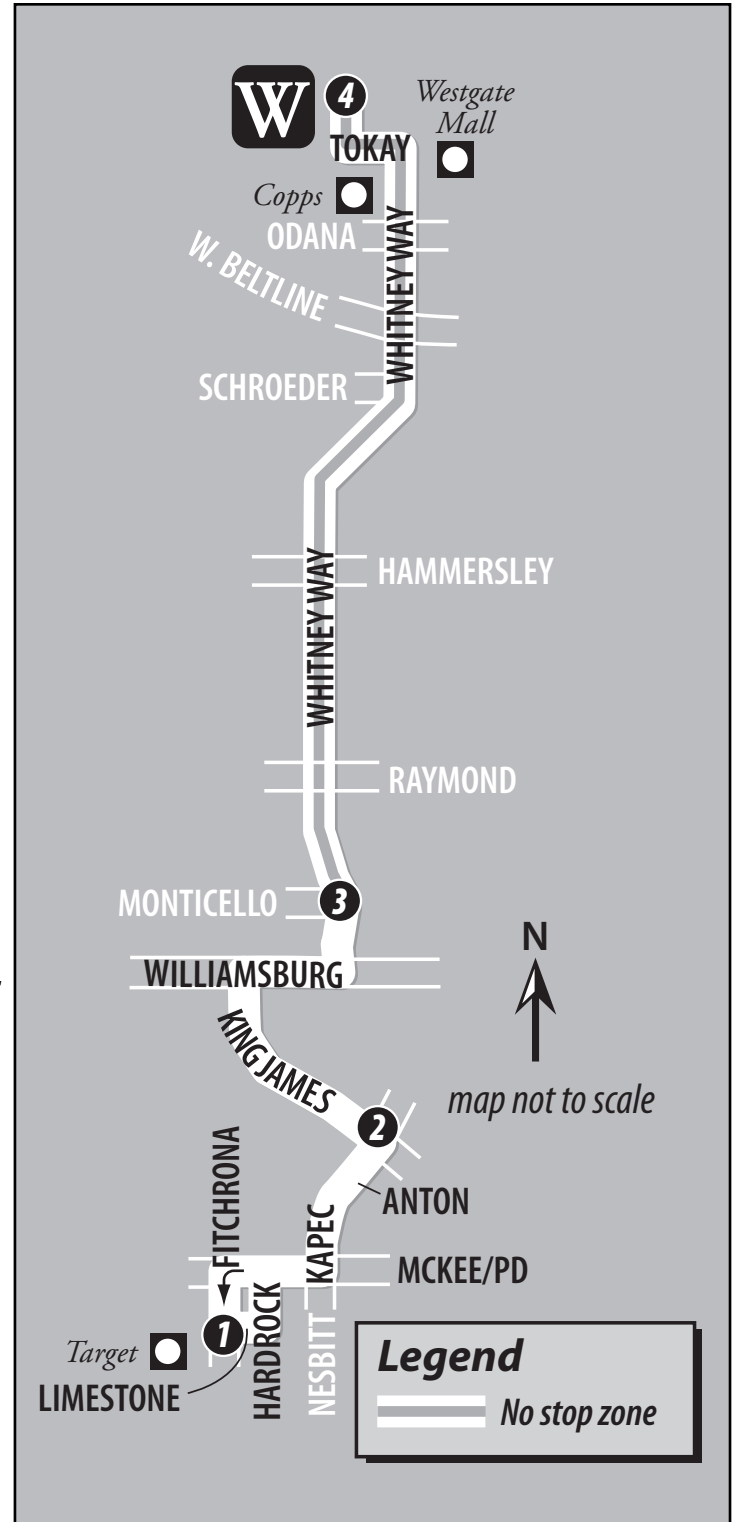 W
4
Westgate
Mall
TOKAY
Copps
ODANA
WHITNEY WAY
W. BELTLINE
SCHROEDER
HAMMERSLEY
WHITNEY WAY
RAYMOND
MONTICELLO
3
N
WILLIAMSBURG
KING JAMES
map not to scale
2
FITCHRONA
ANTON
KAPEC
MCKEE/PD
HARDROCK
1
NESBITT
Target
LIMESTONE
Legend
No stop zone